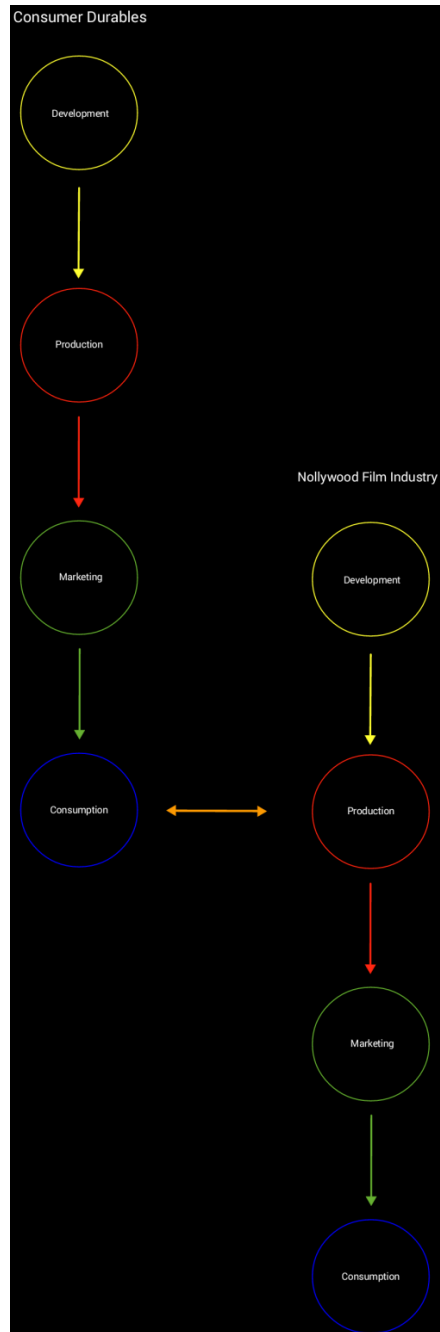 Consumer Durables
Development
Production
Marketing
Consumption
Nollywood Film Industry
Development
Production
Marketing
Consumption